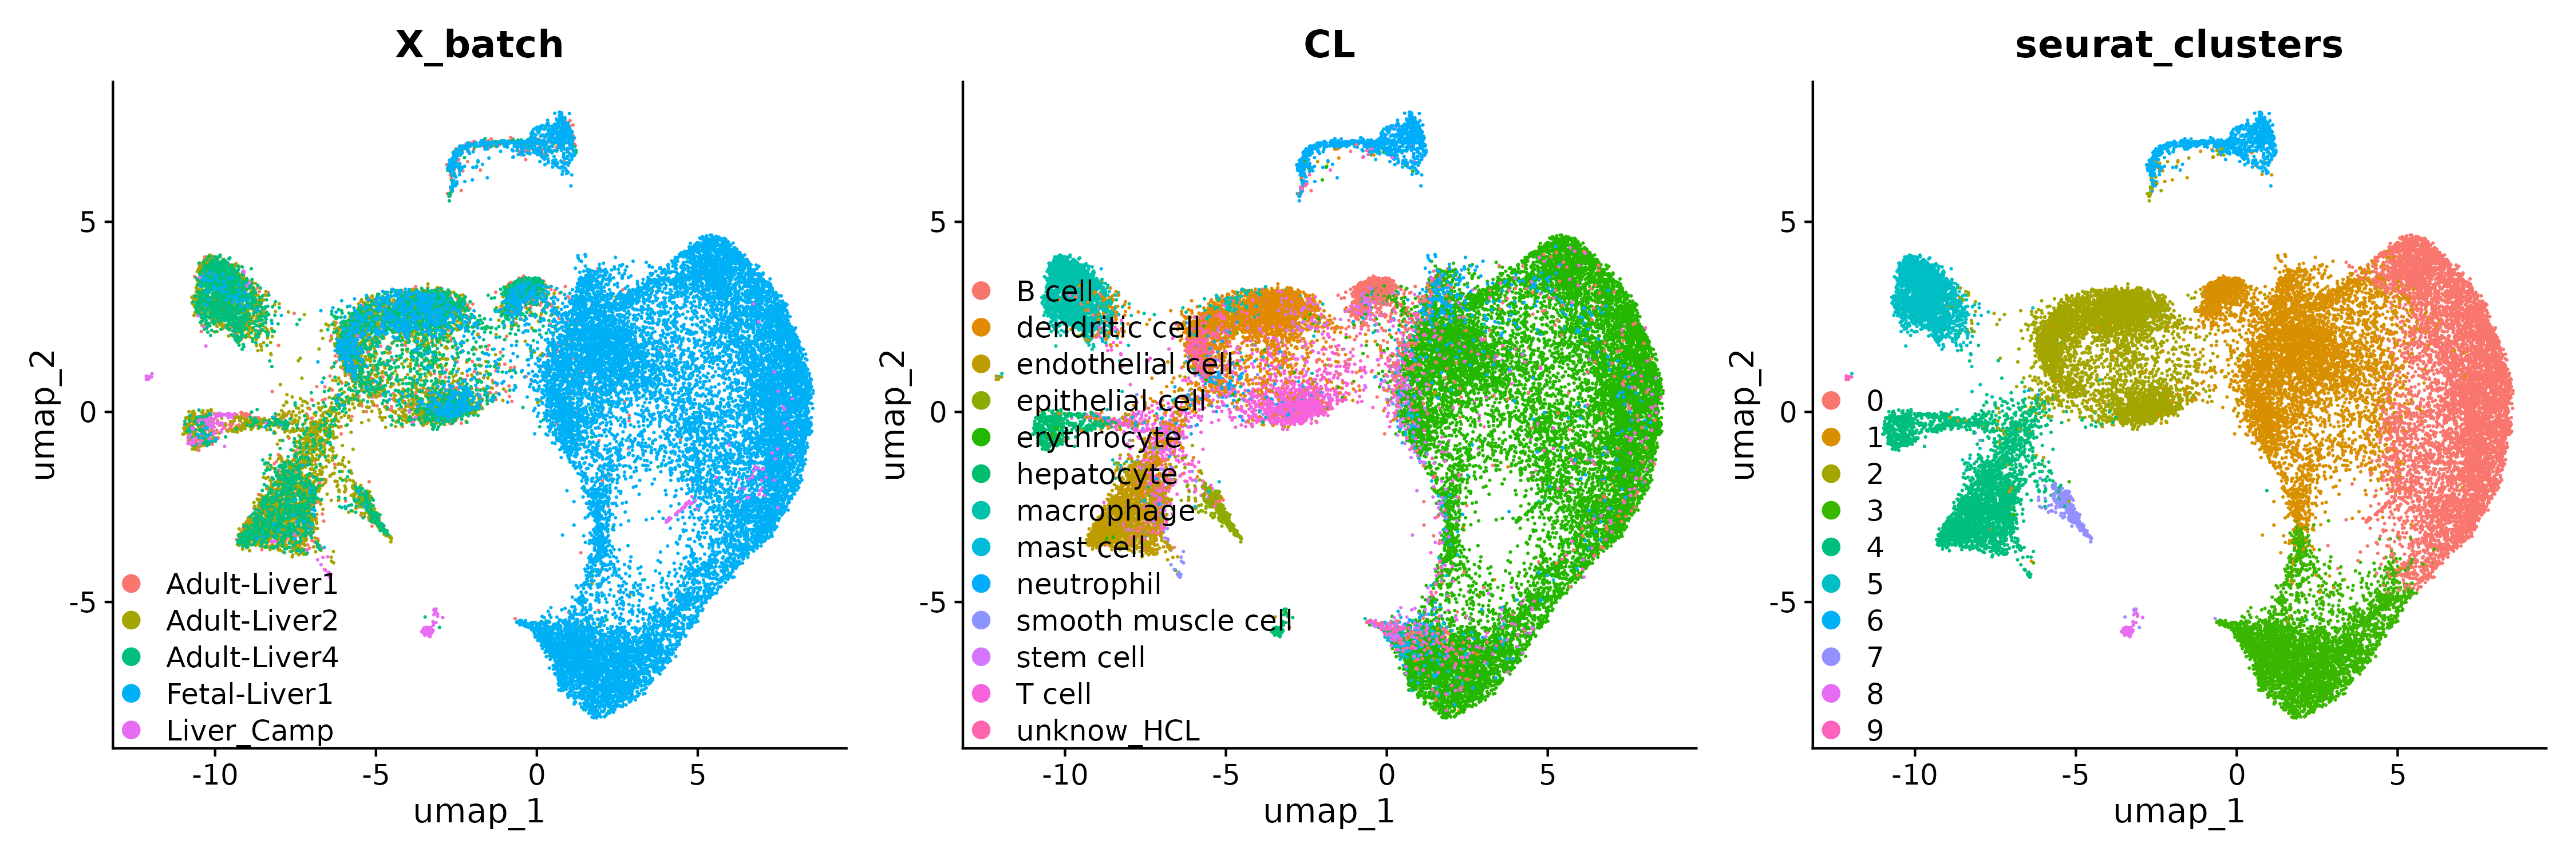 X_batch
umap_2
5
0
-5
Adult-Liver1
Adult-Liver2
Adult-Liver4
Fetal-Liver1
Liver_Camp
-10
-5
0
5
umap_1
CL
umap_2
5
0
-5
B cell
dendritic cell
endothelial cell
epithelial cell
erythrocyte
hepatocyte
macrophage
mast cell
neutrophil
smooth muscle cell
stem cell
T cell
unknow_HCL
-10
-5
0
5
umap_1
seurat_clusters
umap_2
5
0
-5
0
1
2
3
4
5
6
7
8
9
-10
-5
0
5
umap_1